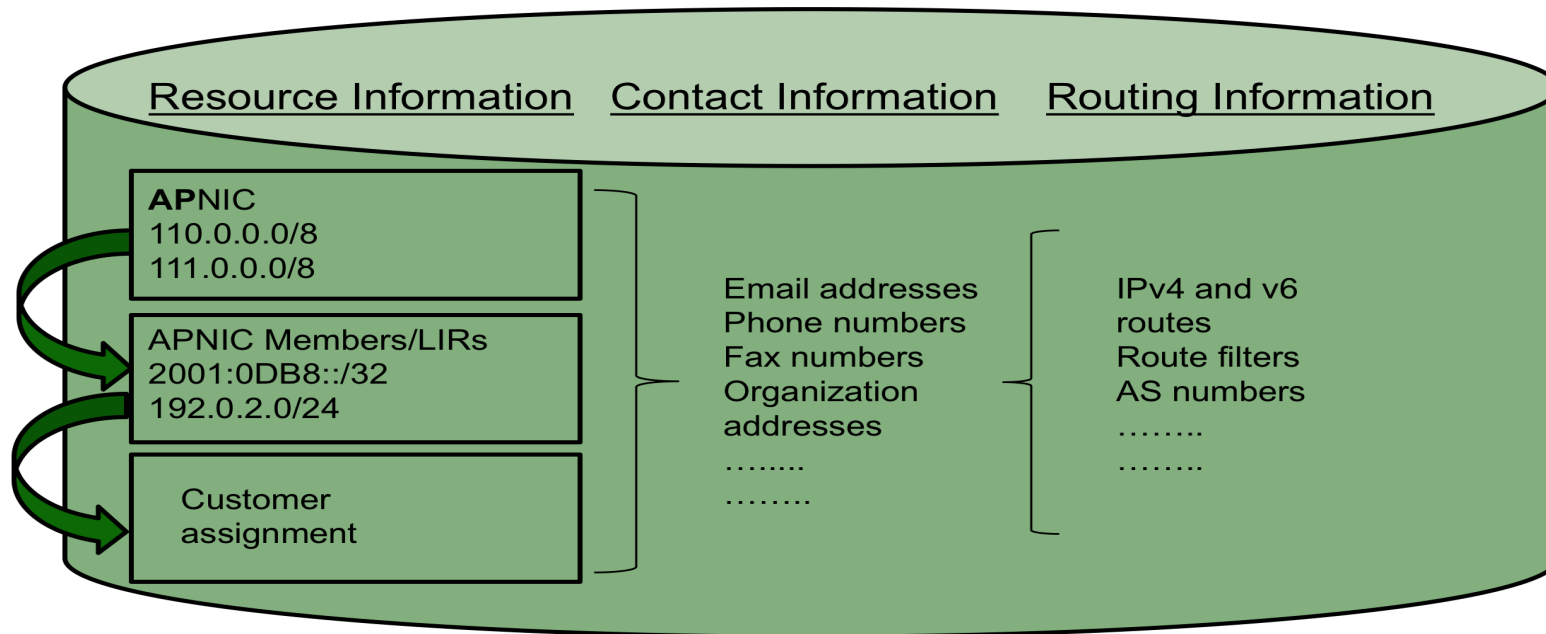 Resource Information
Contact Information
Routing Information
APNIC
110.0.0.0/8
111.0.0.0/8
APNIC Members/LIRs
2001:0DB8::/32
192.0.2.0/24
Customer
assignment
Email addresses
Phone numbers
Fax numbers
Organization
addresses
........
........
IPv4 and v6
routes
Route filters
AS numbers
........
........